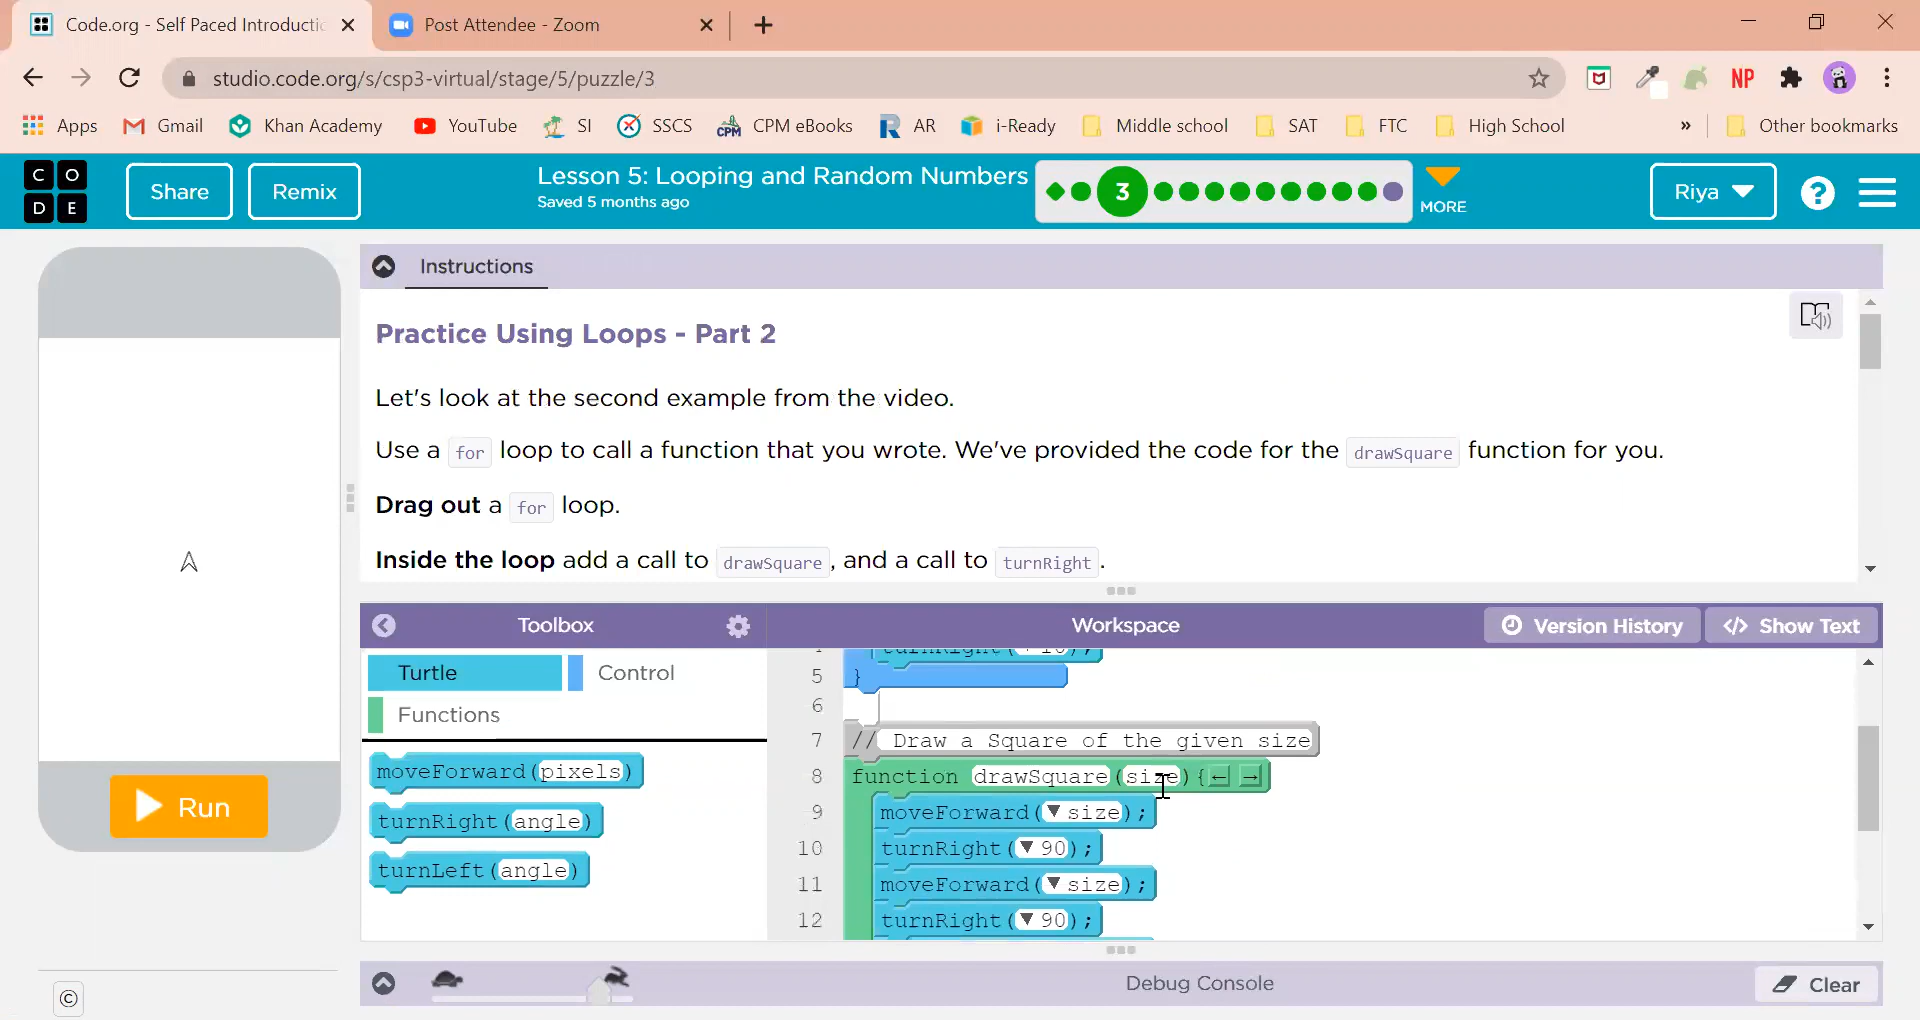 Code.org - Self Paced Introductic
Post Attendee - Zoom
studio.code.org/s/csp3-virtual/stage/5/puzzle/3
NP
Apps
Gmail
Khan Academy
YouTube
SI
SSCS
CPM
CPM eBooks
R
AR
i-Ready
Middle school
SAT
FTC
High School
»
Other bookmarks
C O
D E
Share
Remix
Lesson 5: Looping and Random Numbers
Saved 5 months ago
3
MORE
Riya
?
Instructions
Practice Using Loops - Part 2
Let's look at the second example from the video.
Use a for loop to call a function that you wrote. We've provided the code for the drawSquare function for you.
Drag out a for loop.
Inside the loop add a call to drawSquare, and a call to turnRight.
Toolbox
Workspace
Version History
</> Show Text
Turtle
Control
Functions
moveForward(pixels)
turnRight(angle)
turnLeft(angle)
5 }
6
7 // Draw a Square of the given size
8 function drawSquare(size){← →
9 moveForward(▼ size);
10 turnRight(▼ 90);
11 moveForward(▼ size);
12 turnRight(▼ 90);
Run
©
Debug Console
Clear